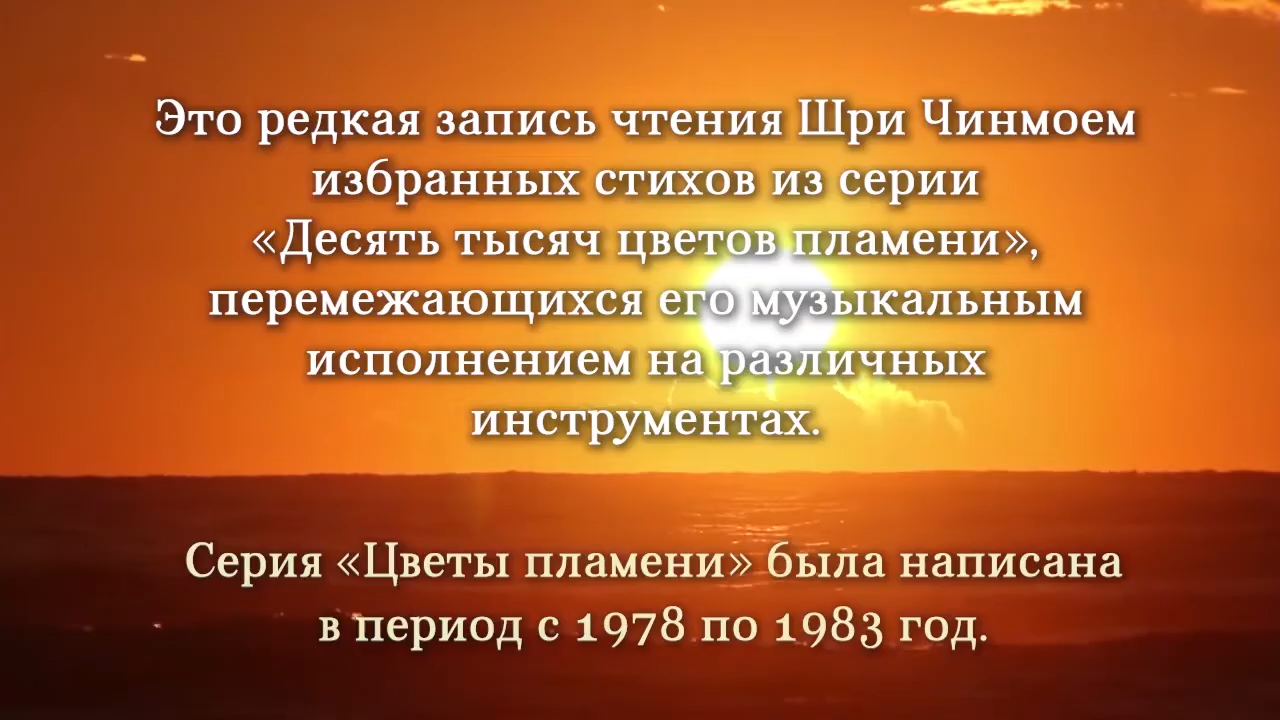 Это редкая запись чтения Шри Чинмоем
избранных стихов из серии
«Десять тысяч цветов пламени»,
перемежающихся его музыкальным
исполнением на различных
инструментах.
Серия «Цветы пламени» была написана
в период с 1978 по 1983 год.